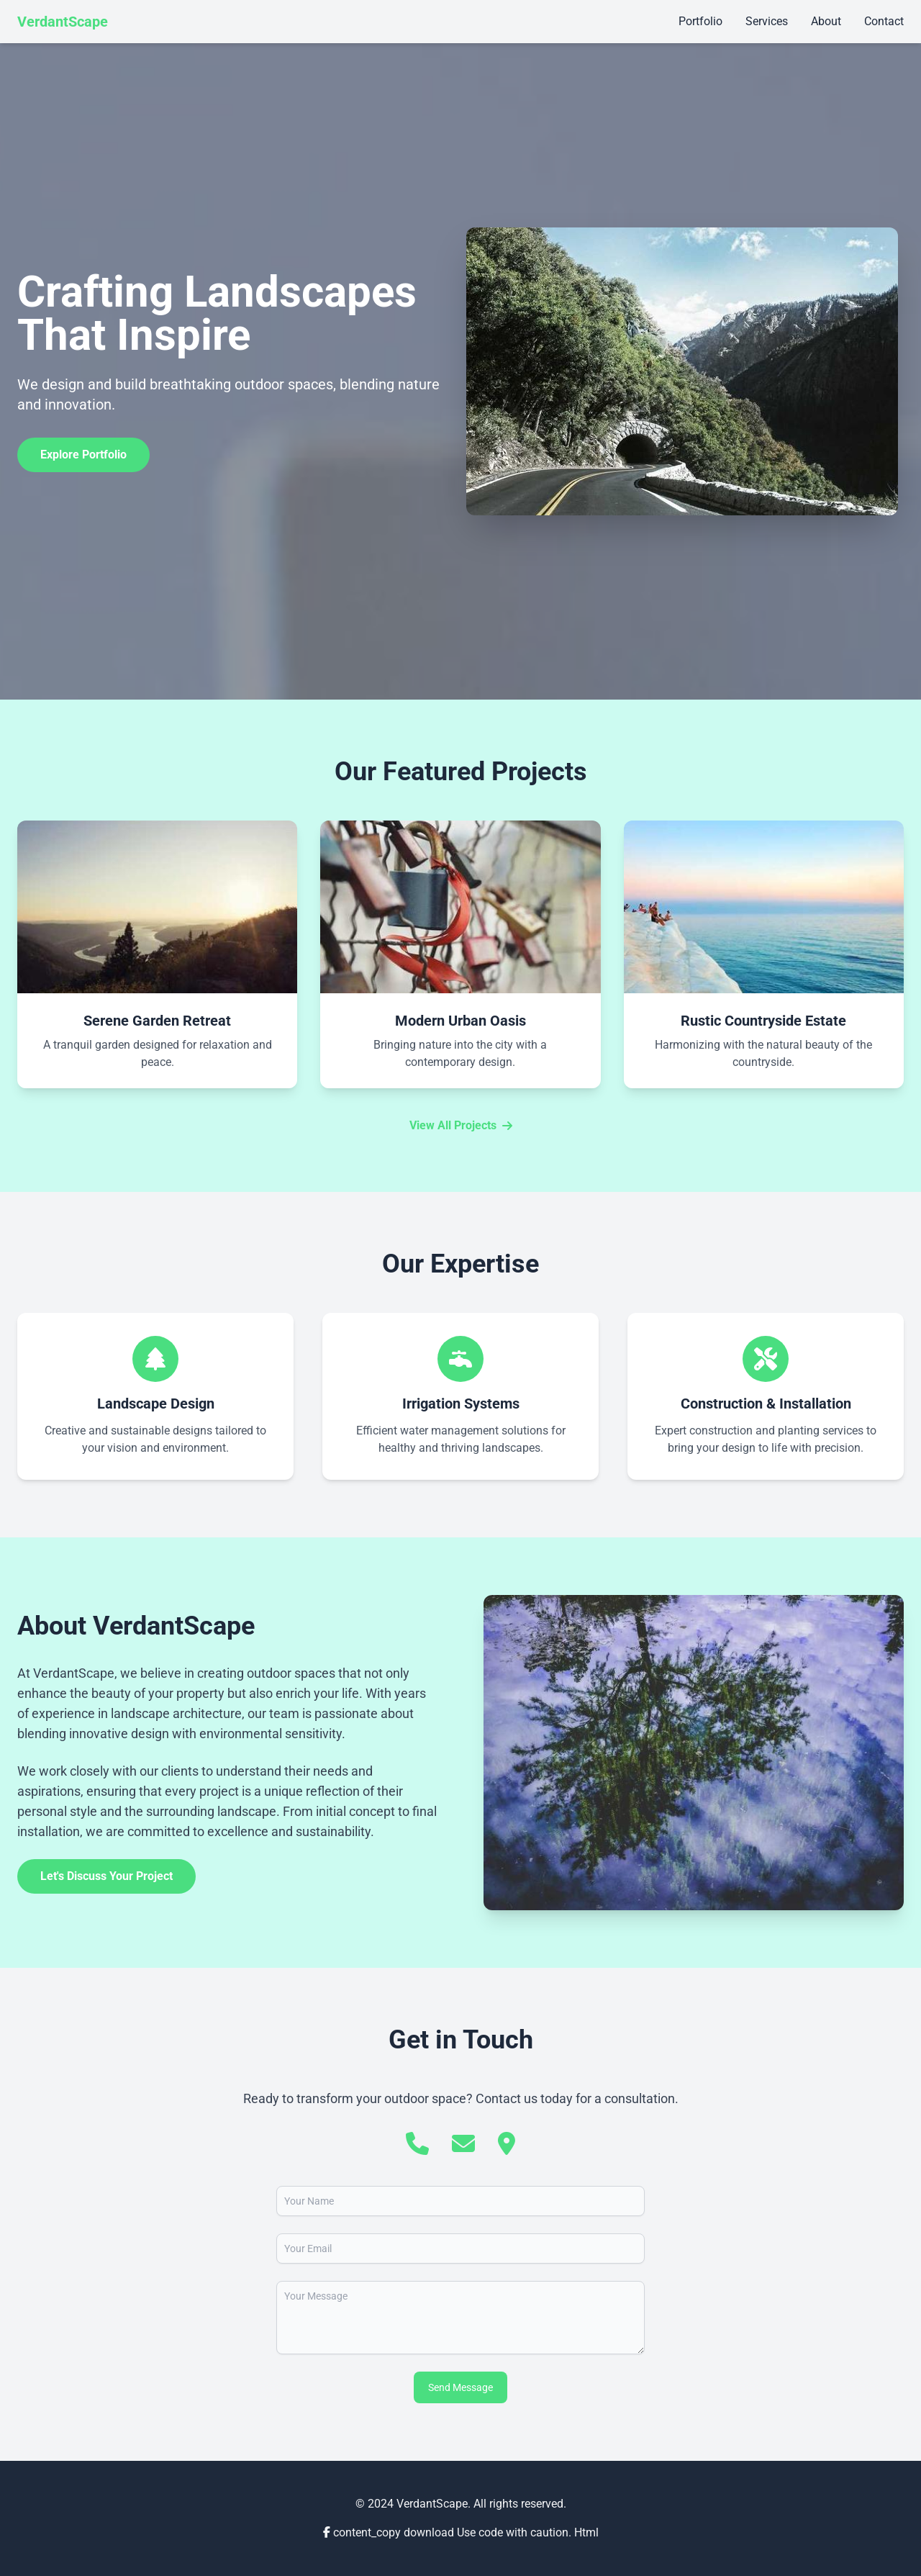 VerdantScape
Portfolio
Services
About
Contact
Crafting Landscapes
That Inspire
We design and build breathtaking outdoor spaces, blending nature
and innovation.
Explore Portfolio
Our Featured Projects
Serene Garden Retreat
A tranquil garden designed for relaxation and
peace.
Modern Urban Oasis
Bringing nature into the city with a
contemporary design.
Rustic Countryside Estate
Harmonizing with the natural beauty of the
countryside.
View All Projects →
Our Expertise
Landscape Design
Creative and sustainable designs tailored to
your vision and environment.
Irrigation Systems
Efficient water management solutions for
healthy and thriving landscapes.
Construction & Installation
Expert construction and planting services to
bring your design to life with precision.
About VerdantScape
At VerdantScape, we believe in creating outdoor spaces that not only
enhance the beauty of your property but also enrich your life. With years
of experience in landscape architecture, our team is passionate about
blending innovative design with environmental sensitivity.
We work closely with our clients to understand their needs and
aspirations, ensuring that every project is a unique reflection of their
personal style and the surrounding landscape. From initial concept to final
installation, we are committed to excellence and sustainability.
Let's Discuss Your Project
Get in Touch
Ready to transform your outdoor space? Contact us today for a consultation.
Your Name
Your Email
Your Message
Send Message
© 2024 VerdantScape. All rights reserved.
content_copy download Use code with caution. Html